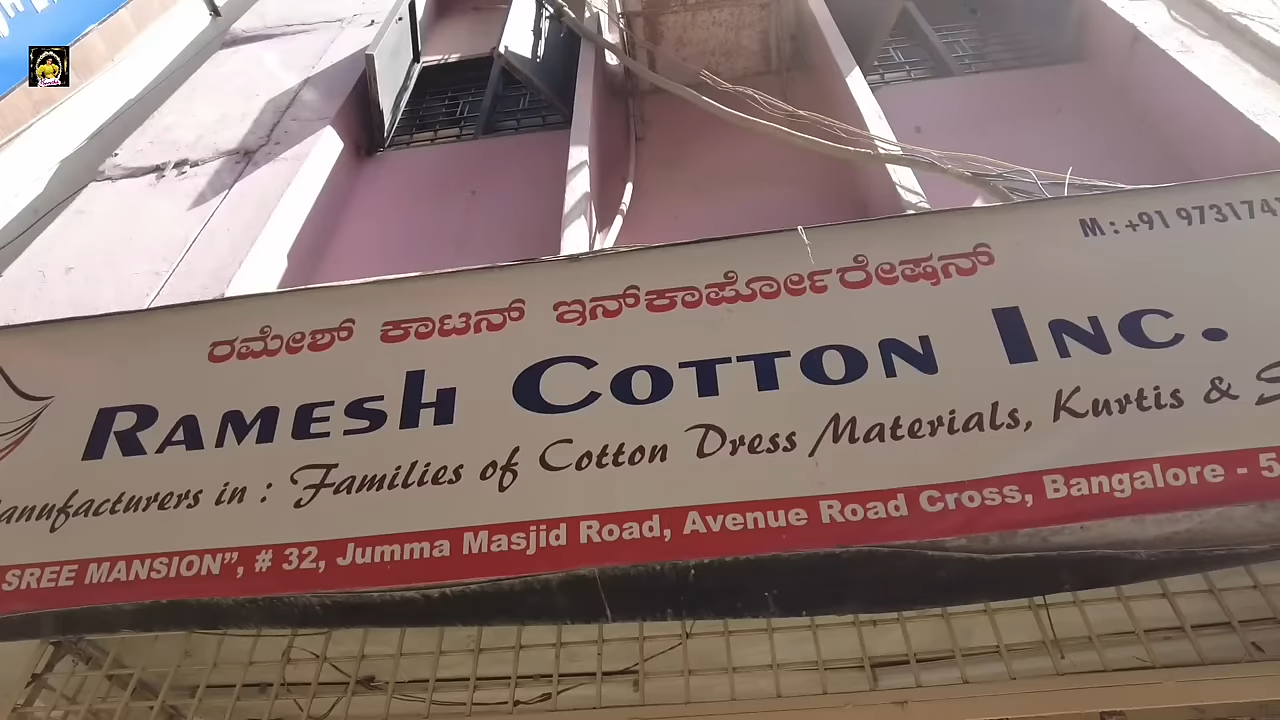 M : +91 973174
ರಮೇಶ್ ಕಾಟನ್ ಇನ್‌ಕಾರ್ಪೋರೇಷನ್
RAMESH COTTON INC.
anufacturers in : Families of Cotton Dress Materials, Kurtis & S
SREE MANSION”, # 32, Jumma Masjid Road, Avenue Road Cross, Bangalore - 5